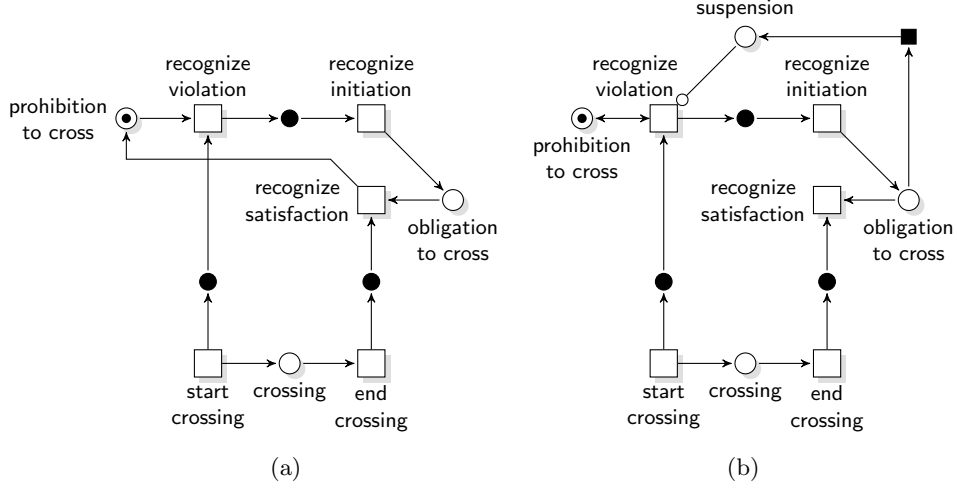 recognize
violation
recognize
initiation
prohibition
to cross
recognize
satisfaction
obligation
to cross
start
crossing
crossing
end
crossing
(a)
suspension
recognize
violation
recognize
initiation
prohibition
to cross
recognize
satisfaction
obligation
to cross
start
crossing
crossing
end
crossing
(b)